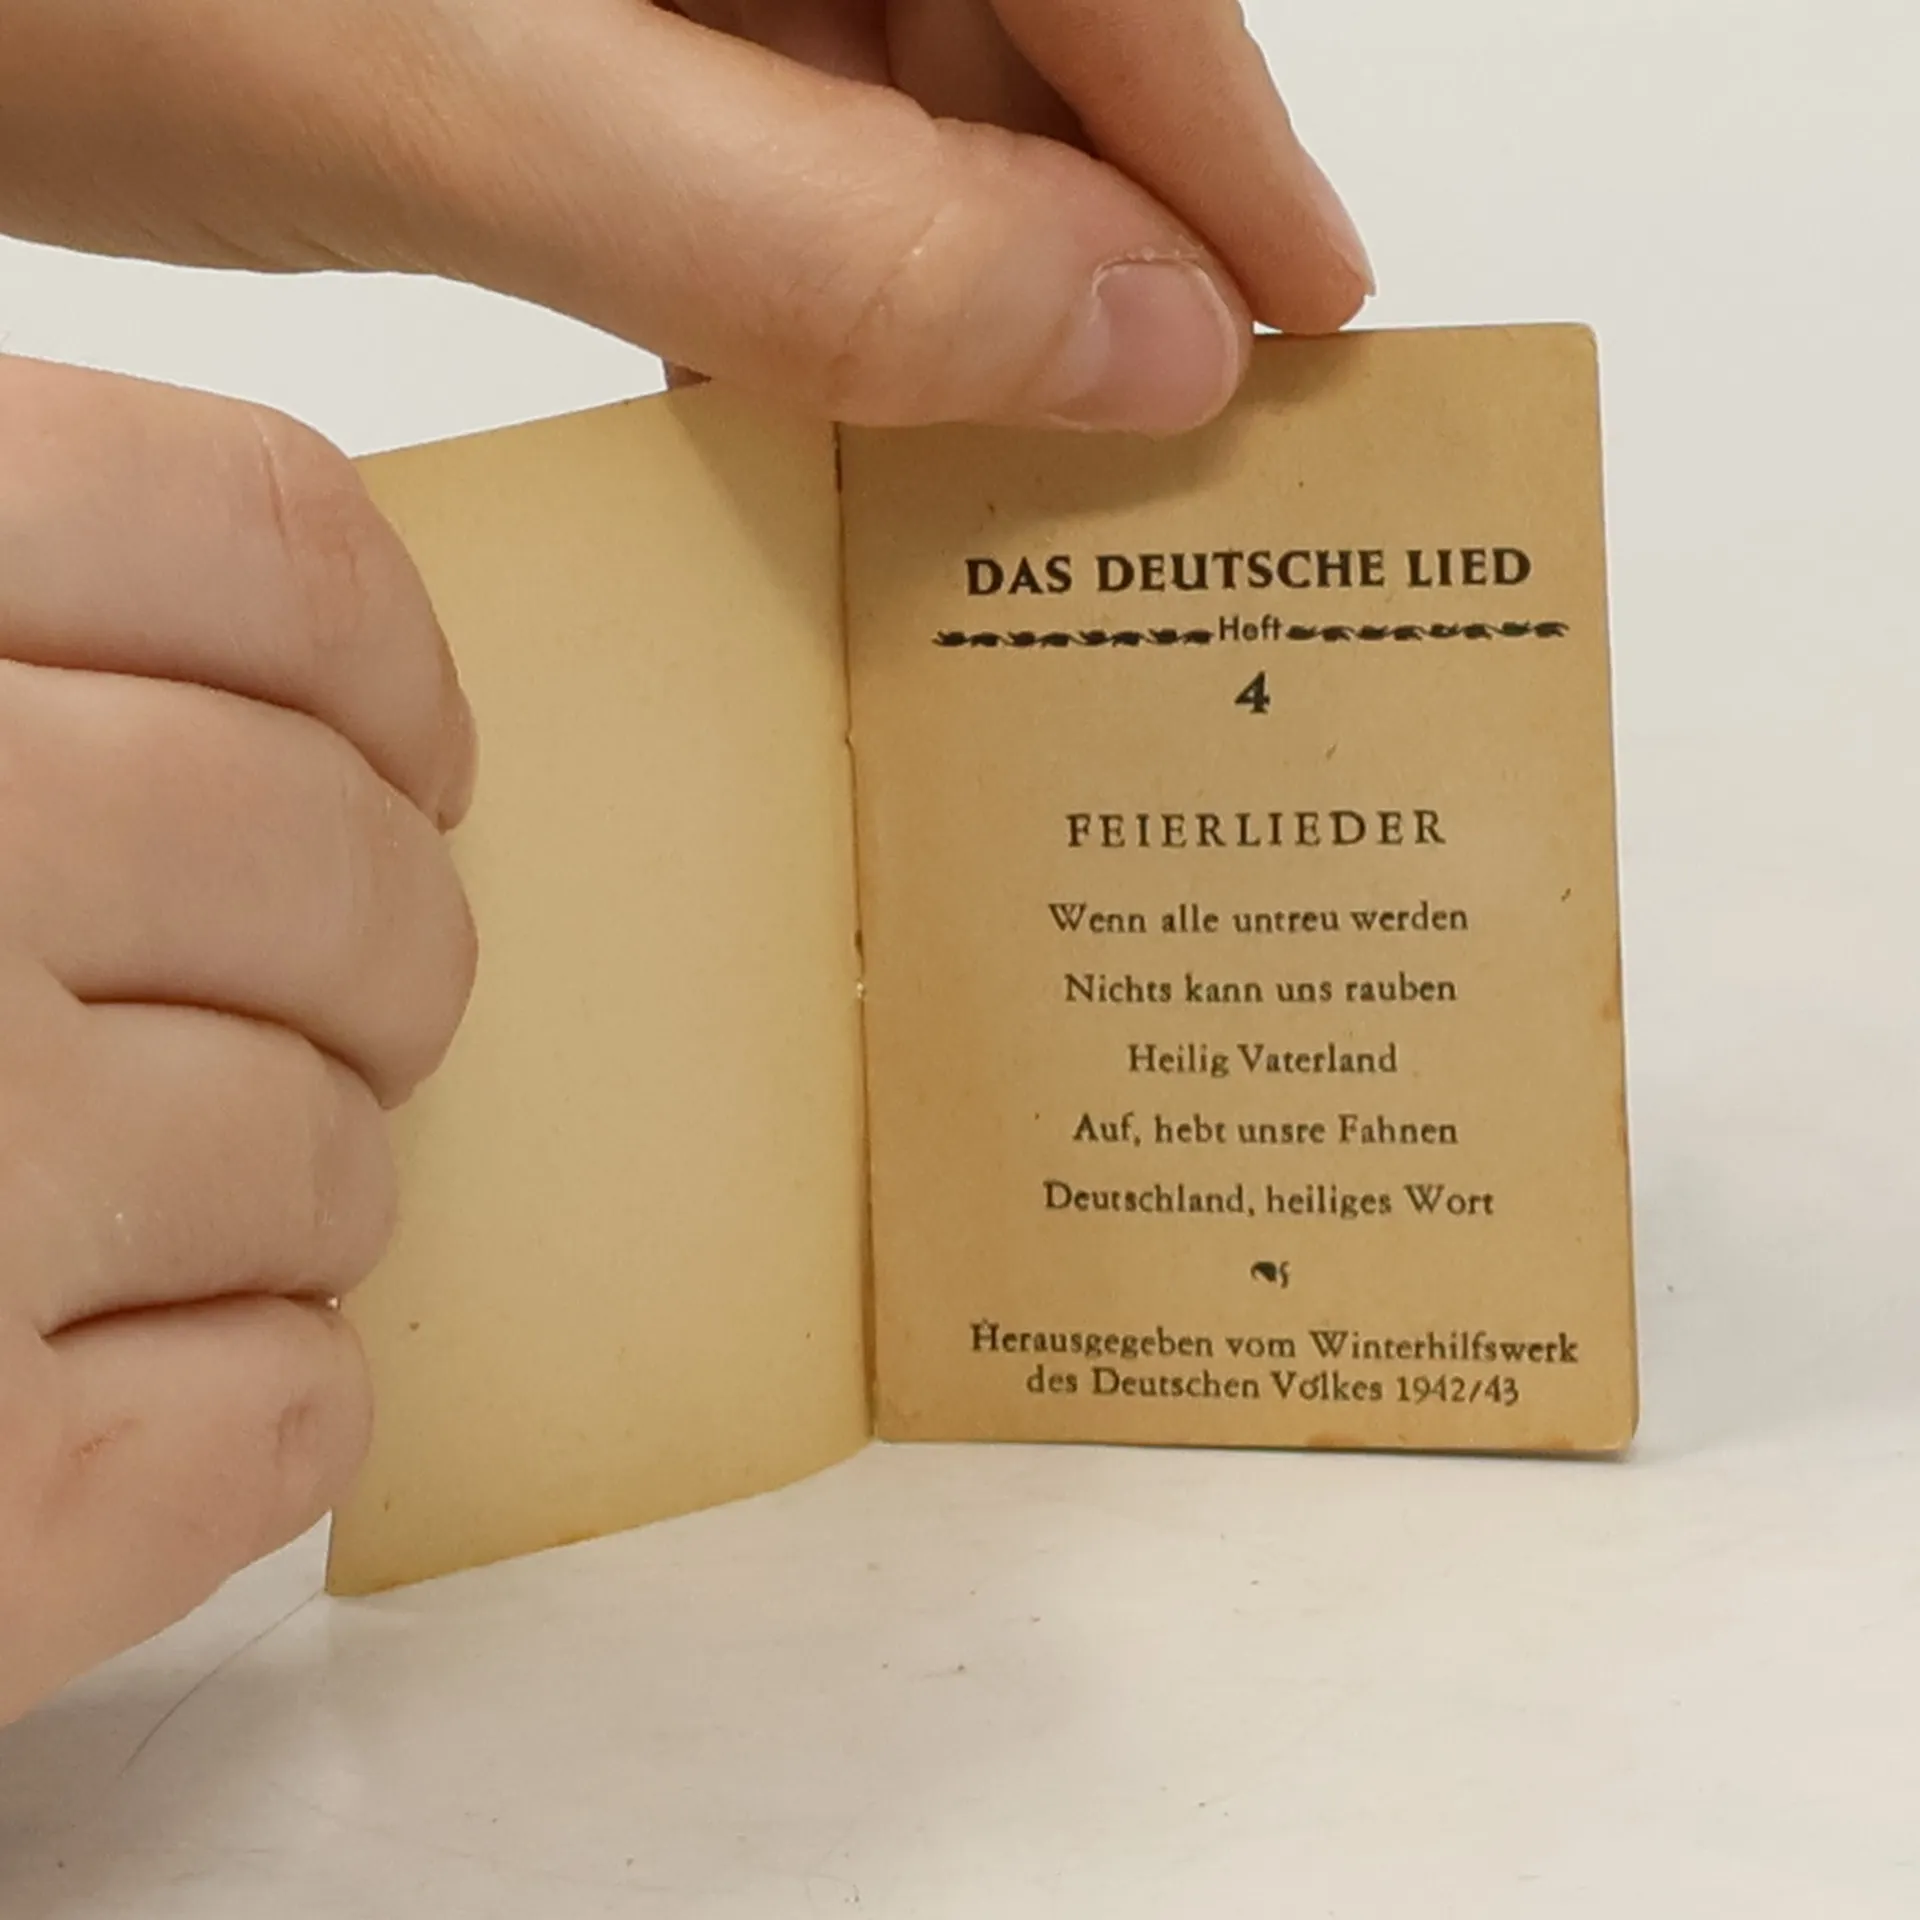 DAS DEUTSCHE LIED
Heft
4
FEIERLIEDER
Wenn alle untreu werden
Nichts kann uns rauben
Heilig Vaterland
Auf, hebt unsre Fahnen
Deutschland, heiliges Wort
Herausgegeben vom Winterhilfswerk
des Deutschen Volkes 1942/43